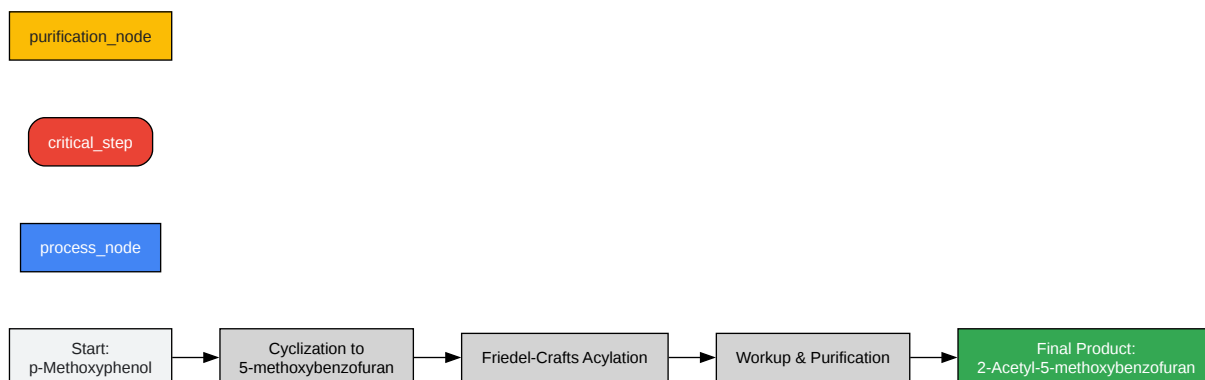 purification_node
critical_step
process_node
Start:
p-Methoxyphenol
Cyclization to
5-methoxybenzofuran
Friedel-Crafts Acylation
Workup & Purification
Final Product:
2-Acetyl-5-methoxybenzofuran